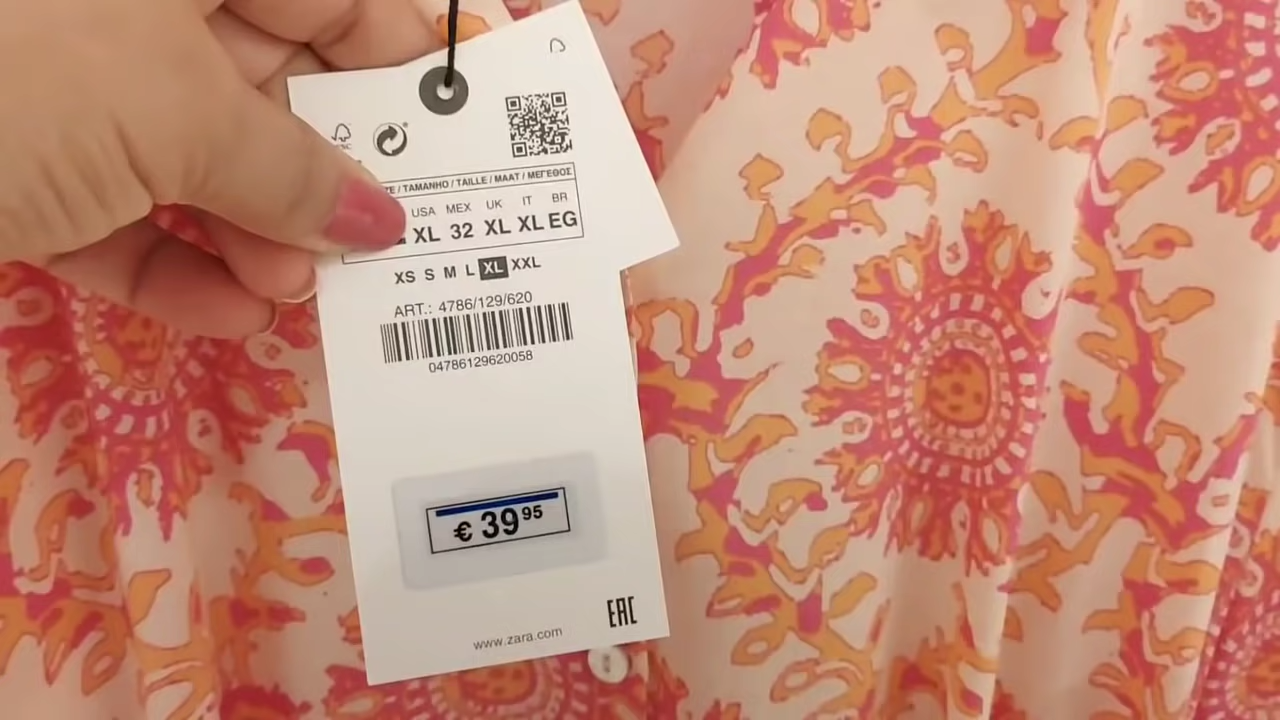 / TAMANHO / TAILLE / MAAT / ΜΕΓΕΘΟΣ
USA MEX UK IT BR
XL 32 XL XL EG
XS S M L XL XXL
ART.: 4786/129/620
04786129620058
€ 39 95
EAC
www.zara.com